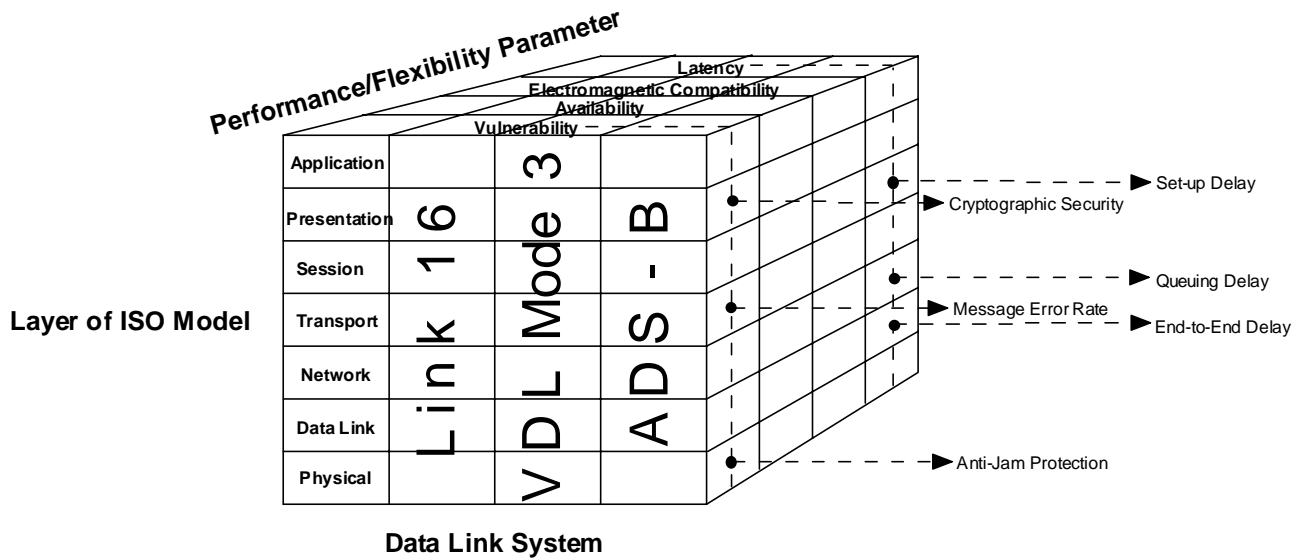 Performance/Flexibility Parameter
Latency
Electromagnetic Compatibility
Availability
Vulnerability
Application
Presentation
Session
Transport
Network
Data Link
Physical
Link 16
VDL Mode 3
ADS-B
Layer of ISO Model
Data Link System
Set-up Delay
Cryptographic Security
Queuing Delay
Message Error Rate
End-to-End Delay
Anti-Jam Protection